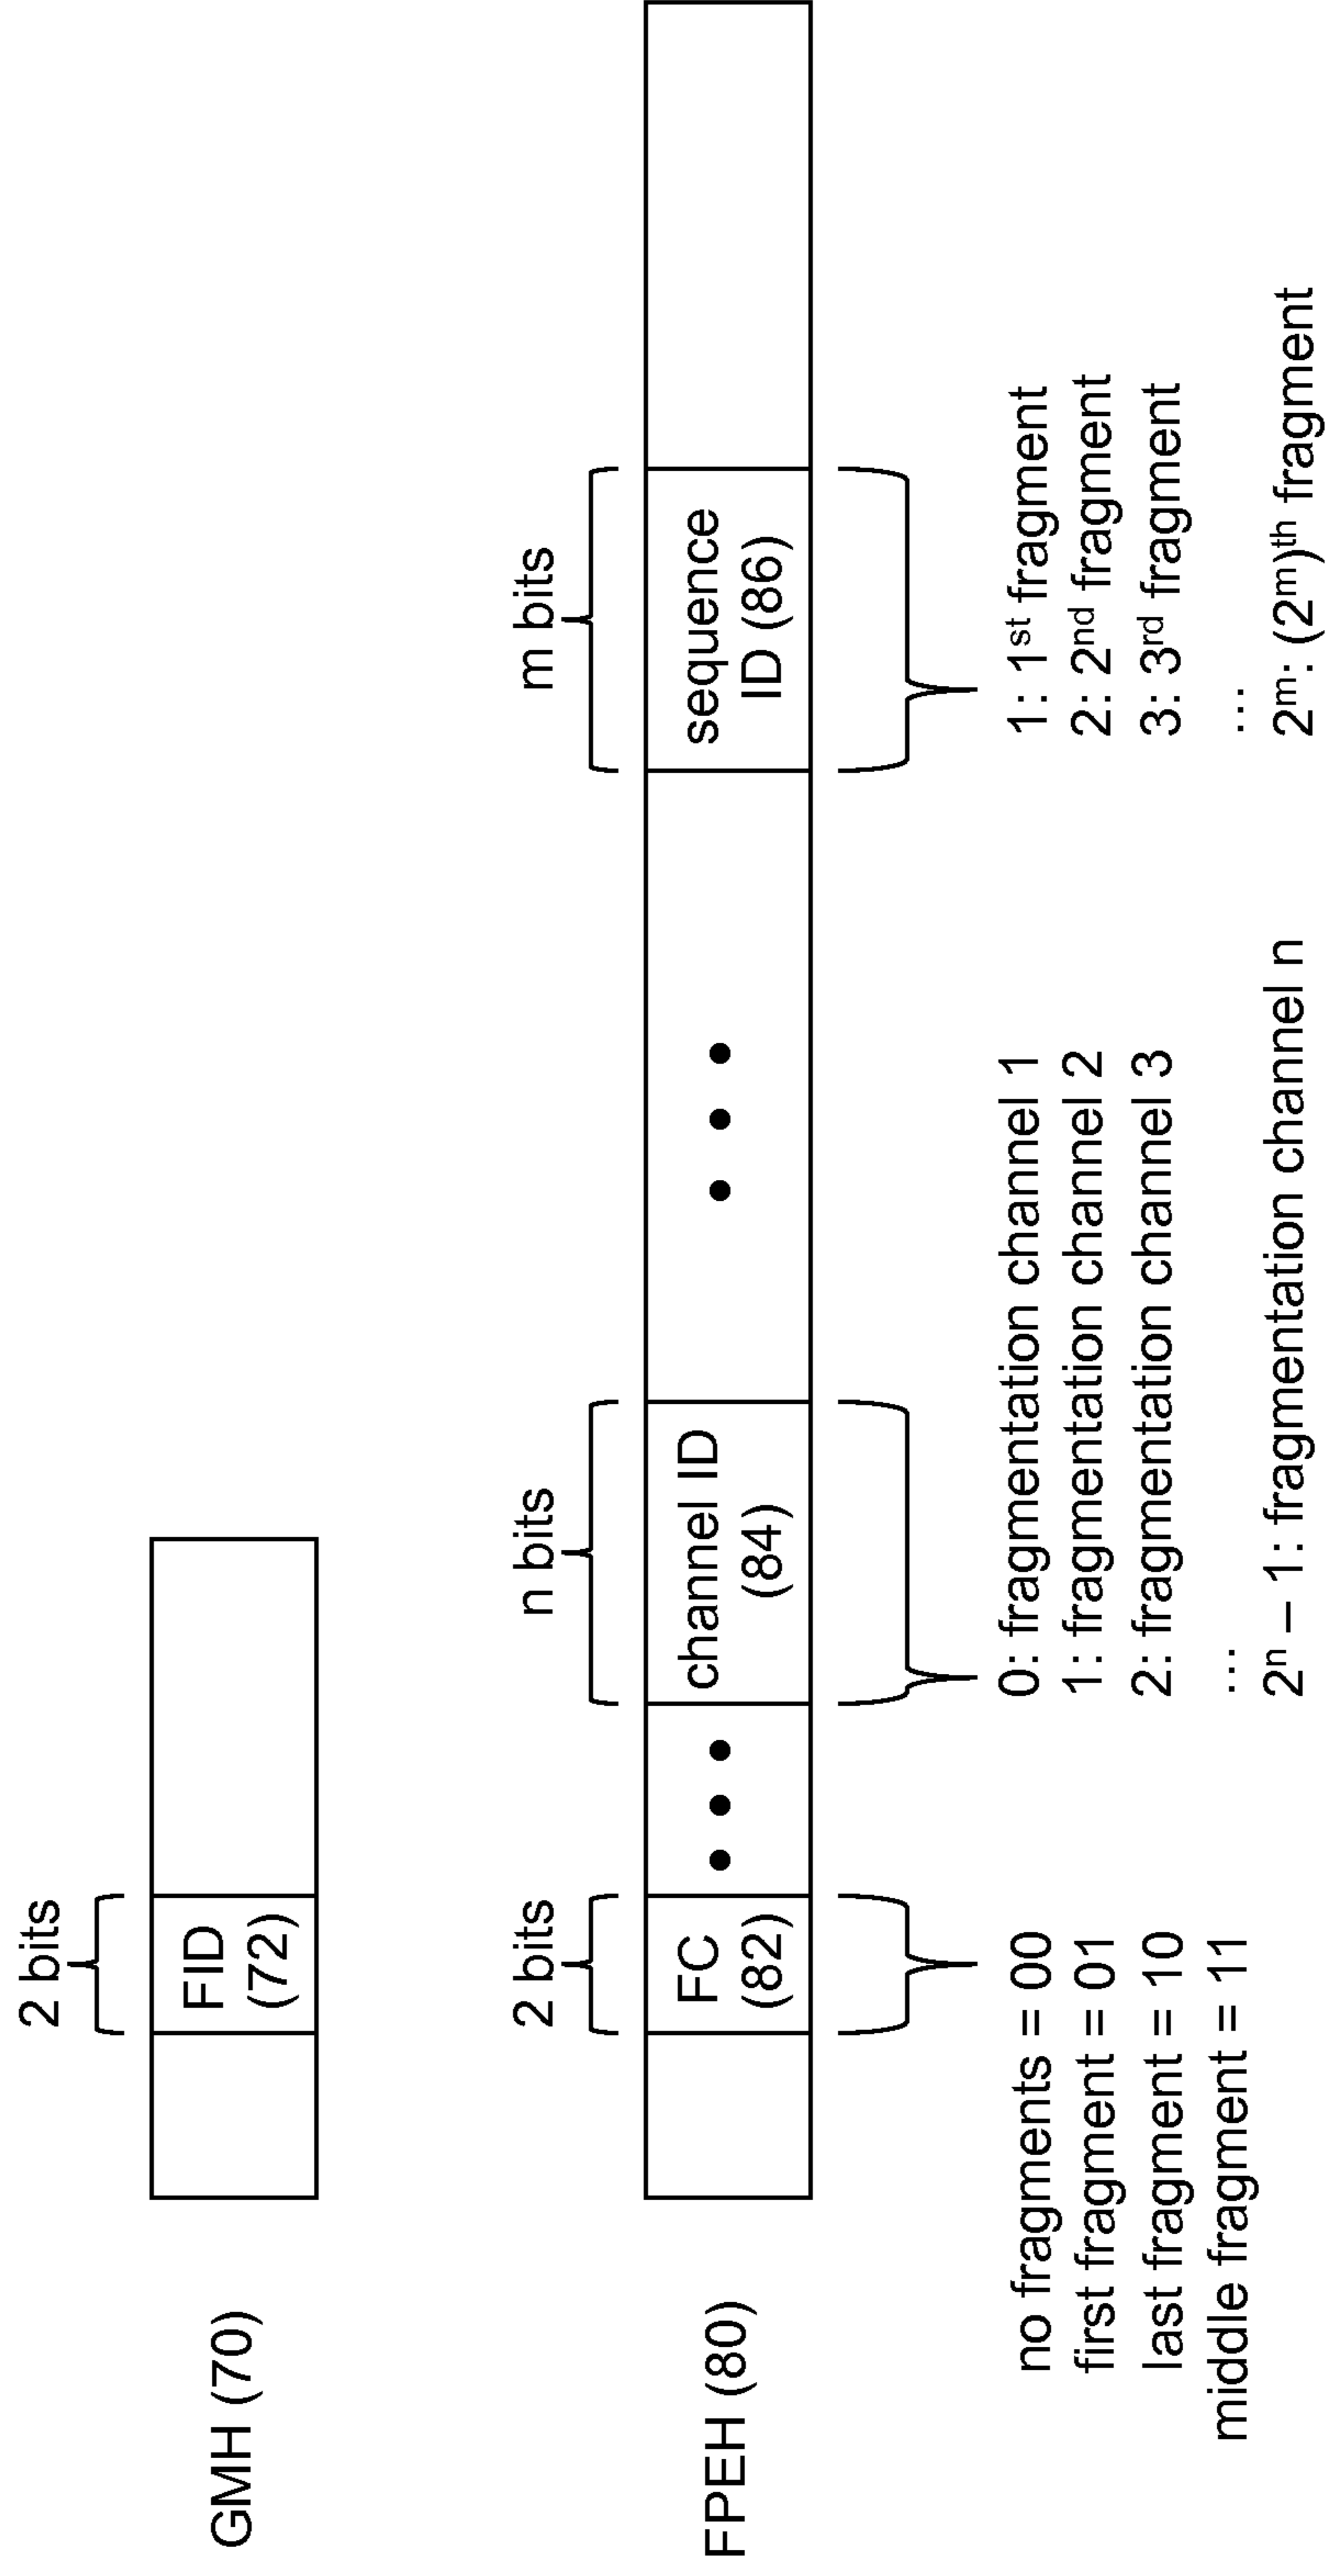 2 bits
GMH (70)
FID
(72)
2 bits
n bits
m bits
FPEH (80)
FC
(82)
• • •
channel ID
(84)
• • •
sequence
ID (86)
no fragments = 00
first fragment = 01
last fragment = 10
middle fragment = 11
0: fragmentation channel 1
1: fragmentation channel 2
2: fragmentation channel 3
...
2ⁿ – 1: fragmentation channel n
1: 1ˢᵗ fragment
2: 2ⁿᵈ fragment
3: 3ʳᵈ fragment
...
2ᵐ: (2ᵐ)ᵗʰ fragment